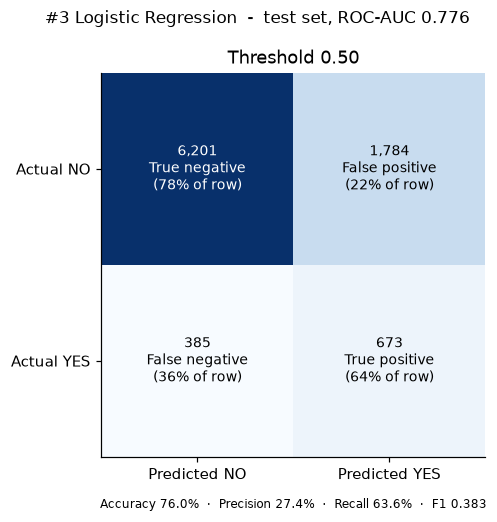 #3 Logistic Regression - test set, ROC-AUC 0.776
Threshold 0.50
Actual NO
6,201
True negative
(78% of row)
1,784
False positive
(22% of row)
Actual YES
385
False negative
(36% of row)
673
True positive
(64% of row)
Predicted NO
Predicted YES
Accuracy 76.0% · Precision 27.4% · Recall 63.6% · F1 0.383